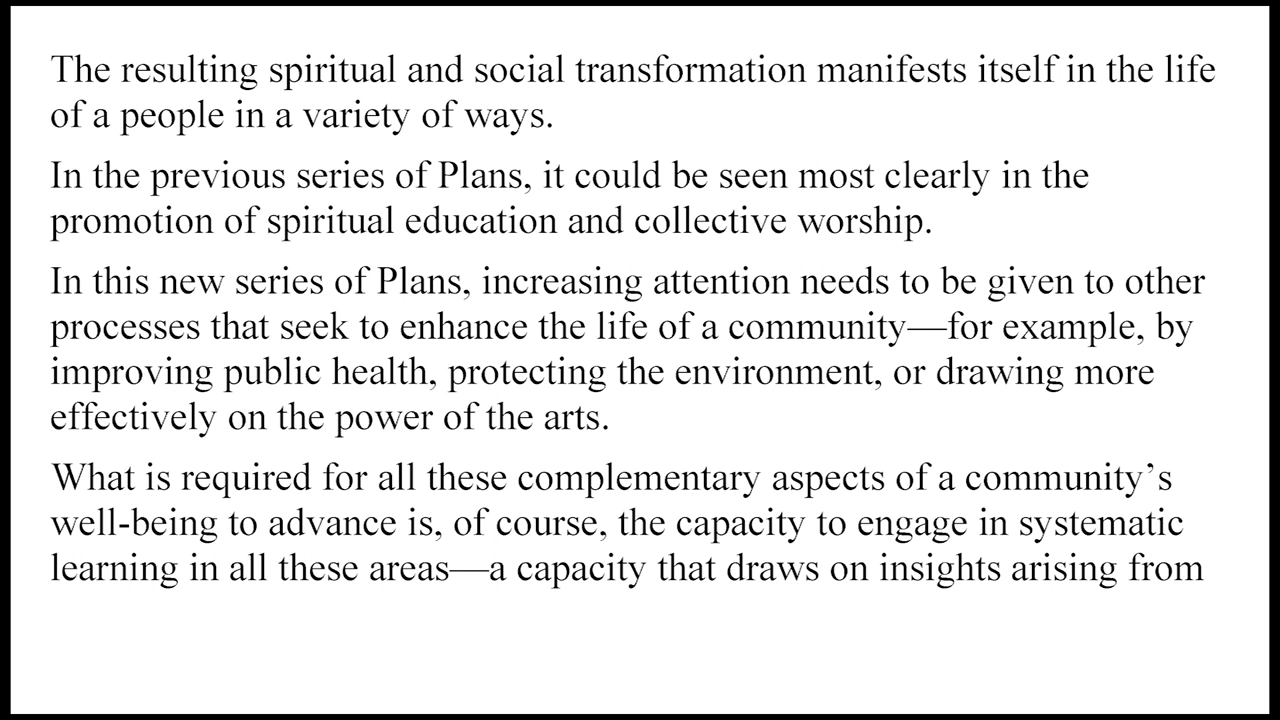 The resulting spiritual and social transformation manifests itself in the life
of a people in a variety of ways.
In the previous series of Plans, it could be seen most clearly in the
promotion of spiritual education and collective worship.
In this new series of Plans, increasing attention needs to be given to other
processes that seek to enhance the life of a community—for example, by
improving public health, protecting the environment, or drawing more
effectively on the power of the arts.
What is required for all these complementary aspects of a community’s
well-being to advance is, of course, the capacity to engage in systematic
learning in all these areas—a capacity that draws on insights arising from